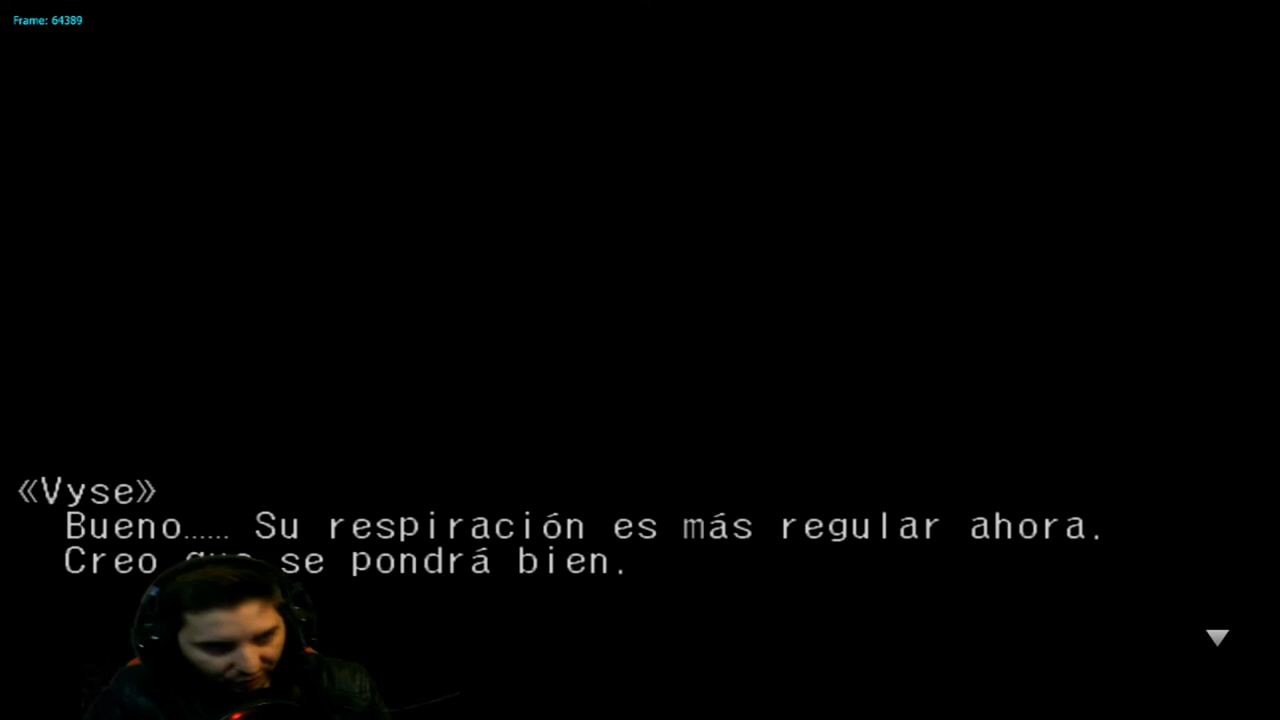 Frame: 64389
《Vyse》
Bueno…… Su respiración es más regular ahora.
Creo que se pondrá bien.